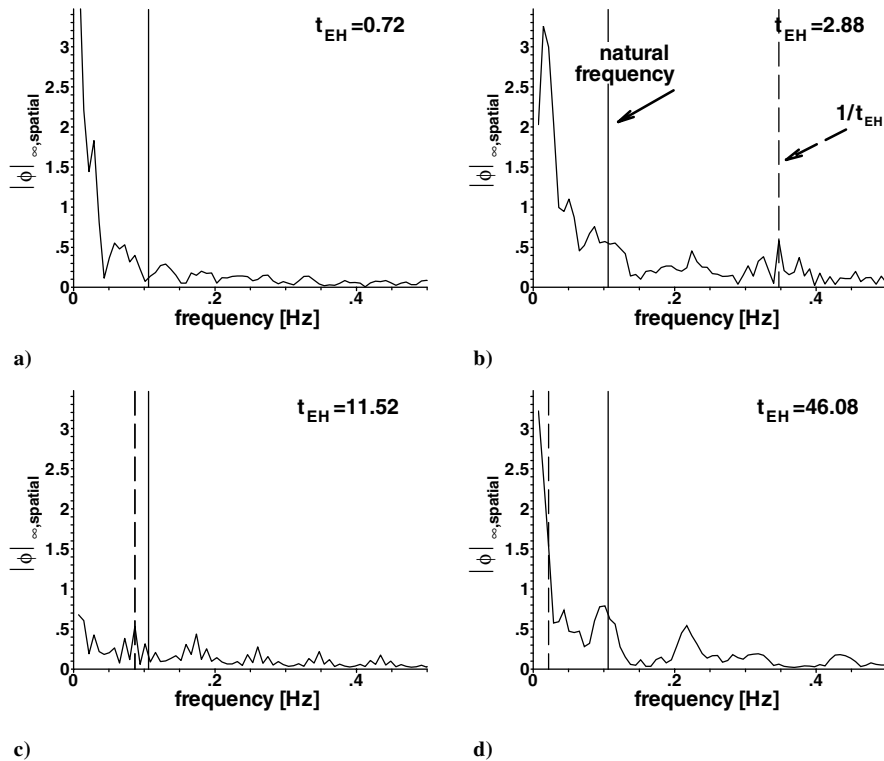 t_EH =0.72
3
2.5
2
1.5
1
.5
0
|ϕ| ∞,spatial
0
.2
.4
frequency [Hz]
a)
t_EH =2.88
natural
frequency
1/t_EH
3
2.5
2
1.5
1
.5
0
|ϕ| ∞,spatial
0
.2
.4
frequency [Hz]
b)
t_EH =11.52
3
2.5
2
1.5
1
.5
0
|ϕ| ∞,spatial
0
.2
.4
frequency [Hz]
c)
t_EH =46.08
3
2.5
2
1.5
1
.5
0
|ϕ| ∞,spatial
0
.2
.4
frequency [Hz]
d)